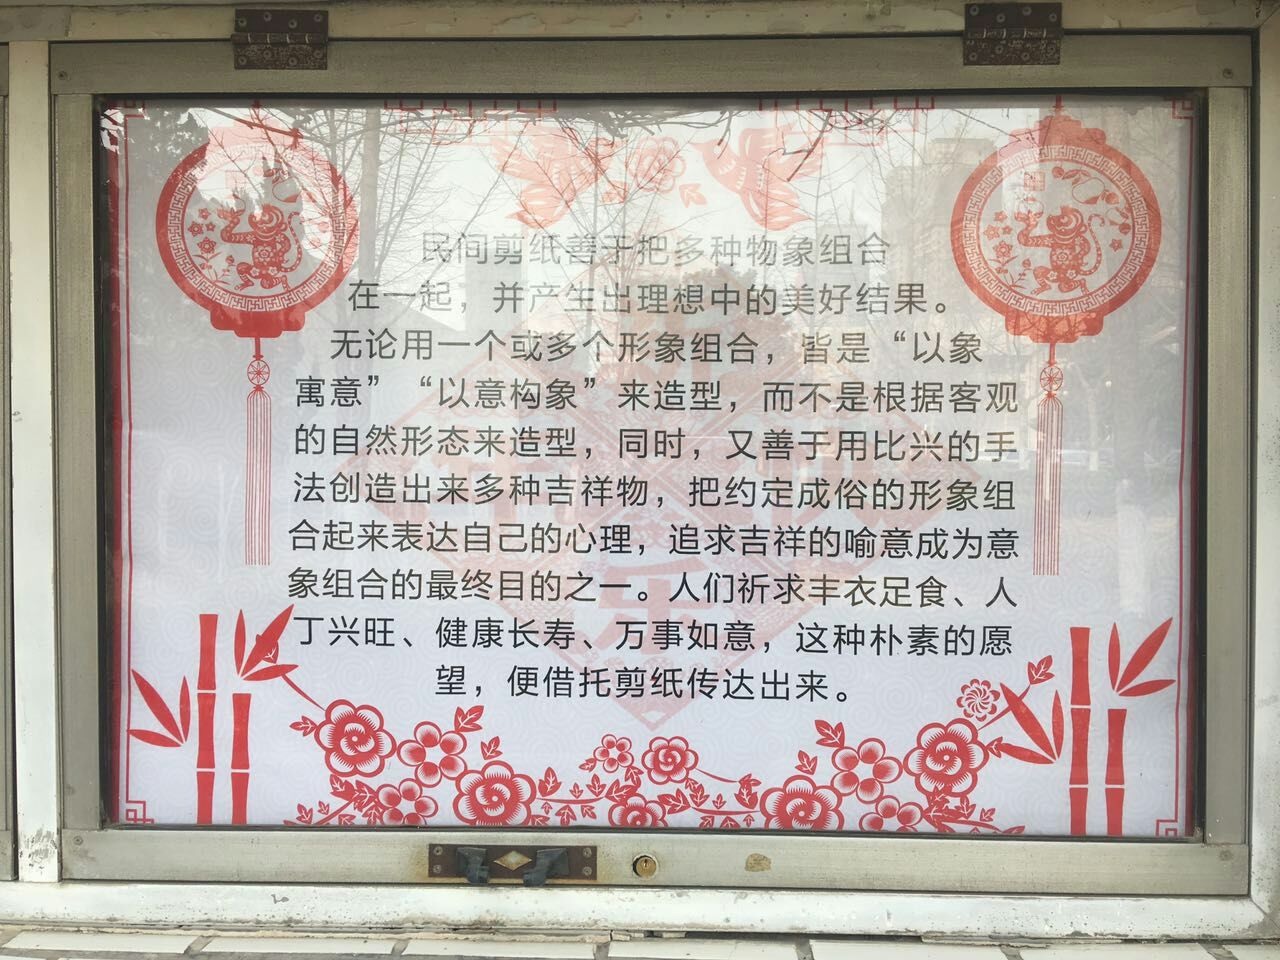 民间剪纸善于把多种物象组合
在一起，并产生出理想中的美好结果。
无论用一个或多个形象组合，皆是“以象
寓意”“以意构象”来造型，而不是根据客观
的自然形态来造型，同时，又善于用比兴的手
法创造出来多种吉祥物，把约定成俗的形象组
合起来表达自己的心理，追求吉祥的喻意成为意
象组合的最终目的之一。人们祈求丰衣足食、人
丁兴旺、健康长寿、万事如意，这种朴素的愿
望，便借托剪纸传达出来。